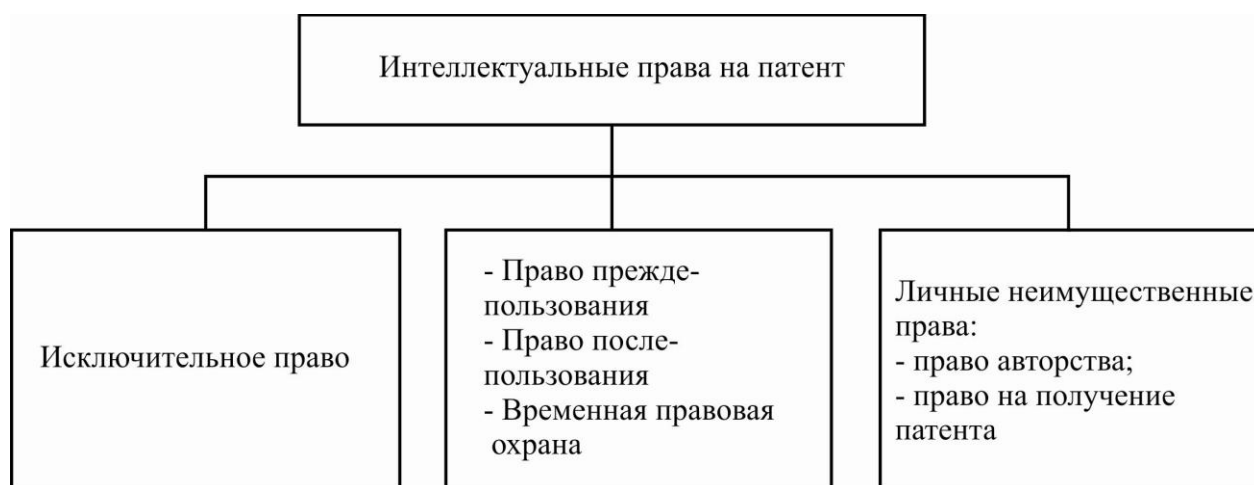 Интеллектуальные права на патент
Исключительное право
- Право прежде-
пользования
- Право после-
пользования
- Временная правовая
охрана
Личные неимущественные
права:
- право авторства;
- право на получение
патента